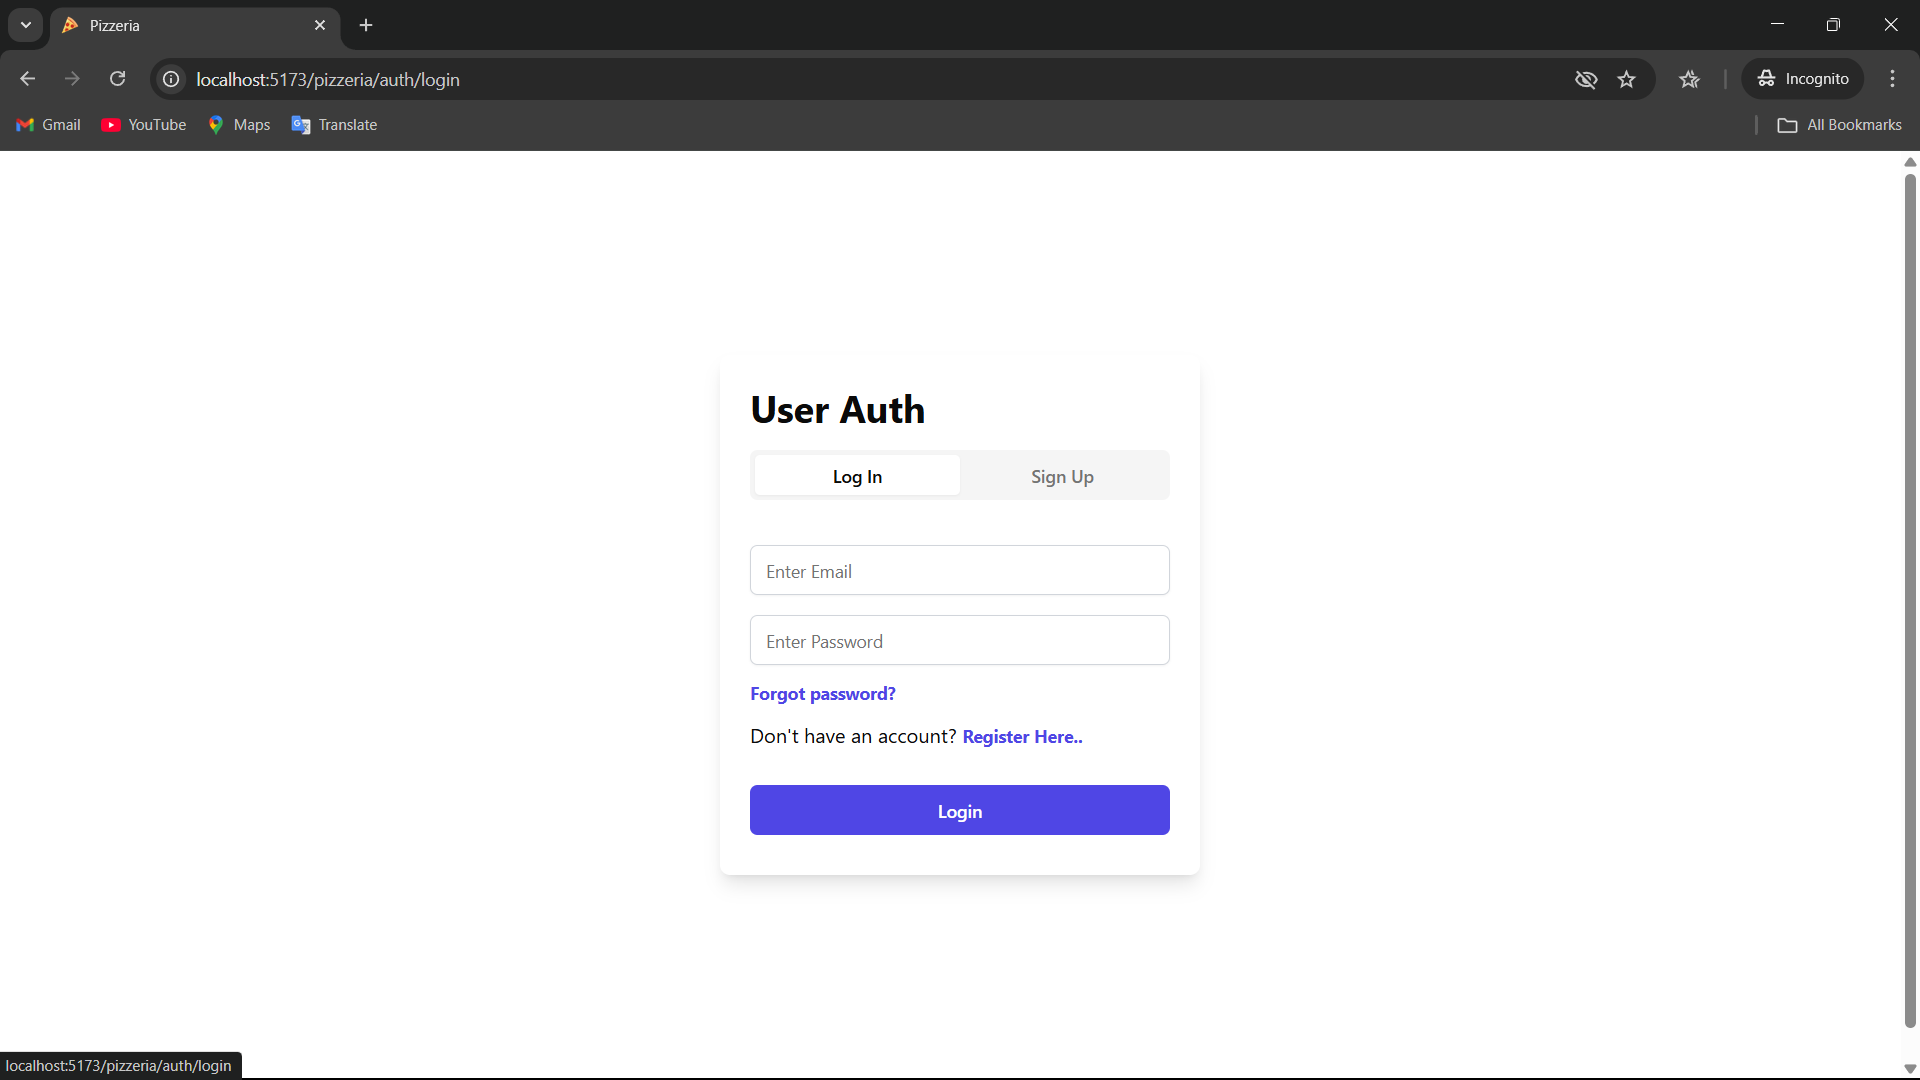 Pizzeria
localhost:5173/pizzeria/auth/login
Incognito
Gmail YouTube Maps Translate All Bookmarks
User Auth
Log In Sign Up
Enter Email
Enter Password
Forgot password?
Don't have an account? Register Here..
Login
localhost:5173/pizzeria/auth/login